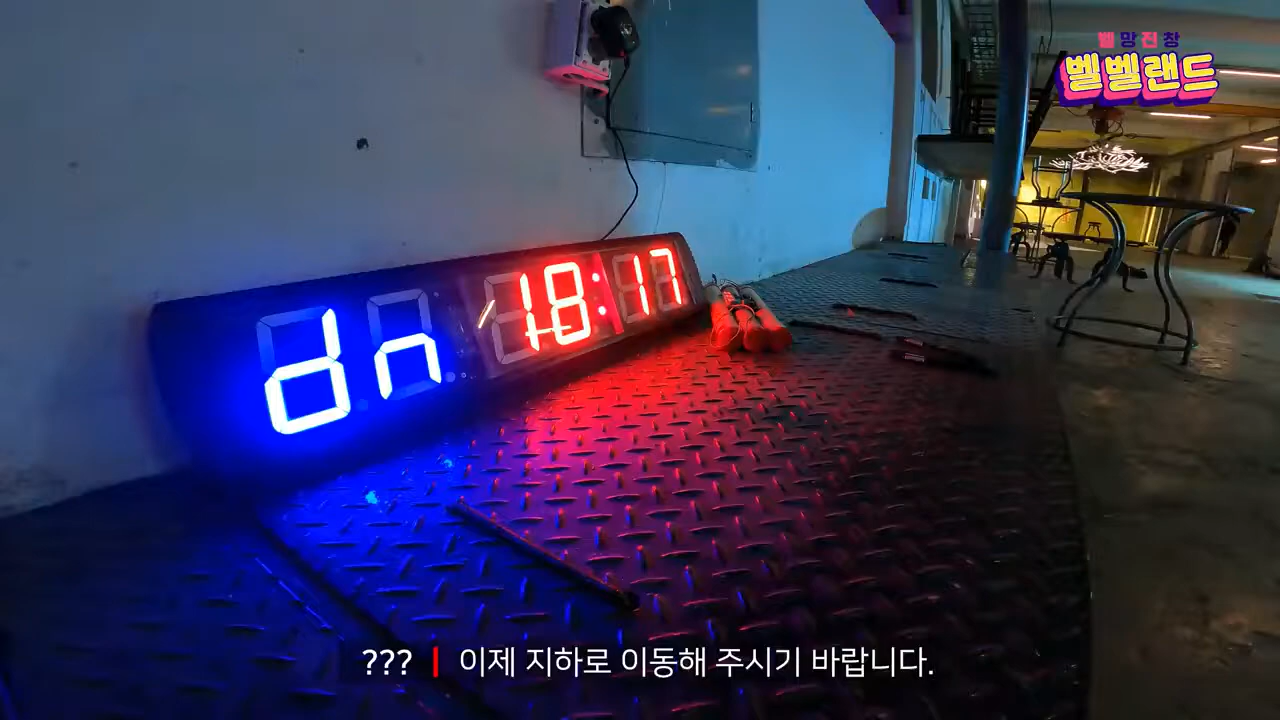 벨망전창
벨벨랜드
dn 18:17
??? | 이제 지하로 이동해 주시기 바랍니다.